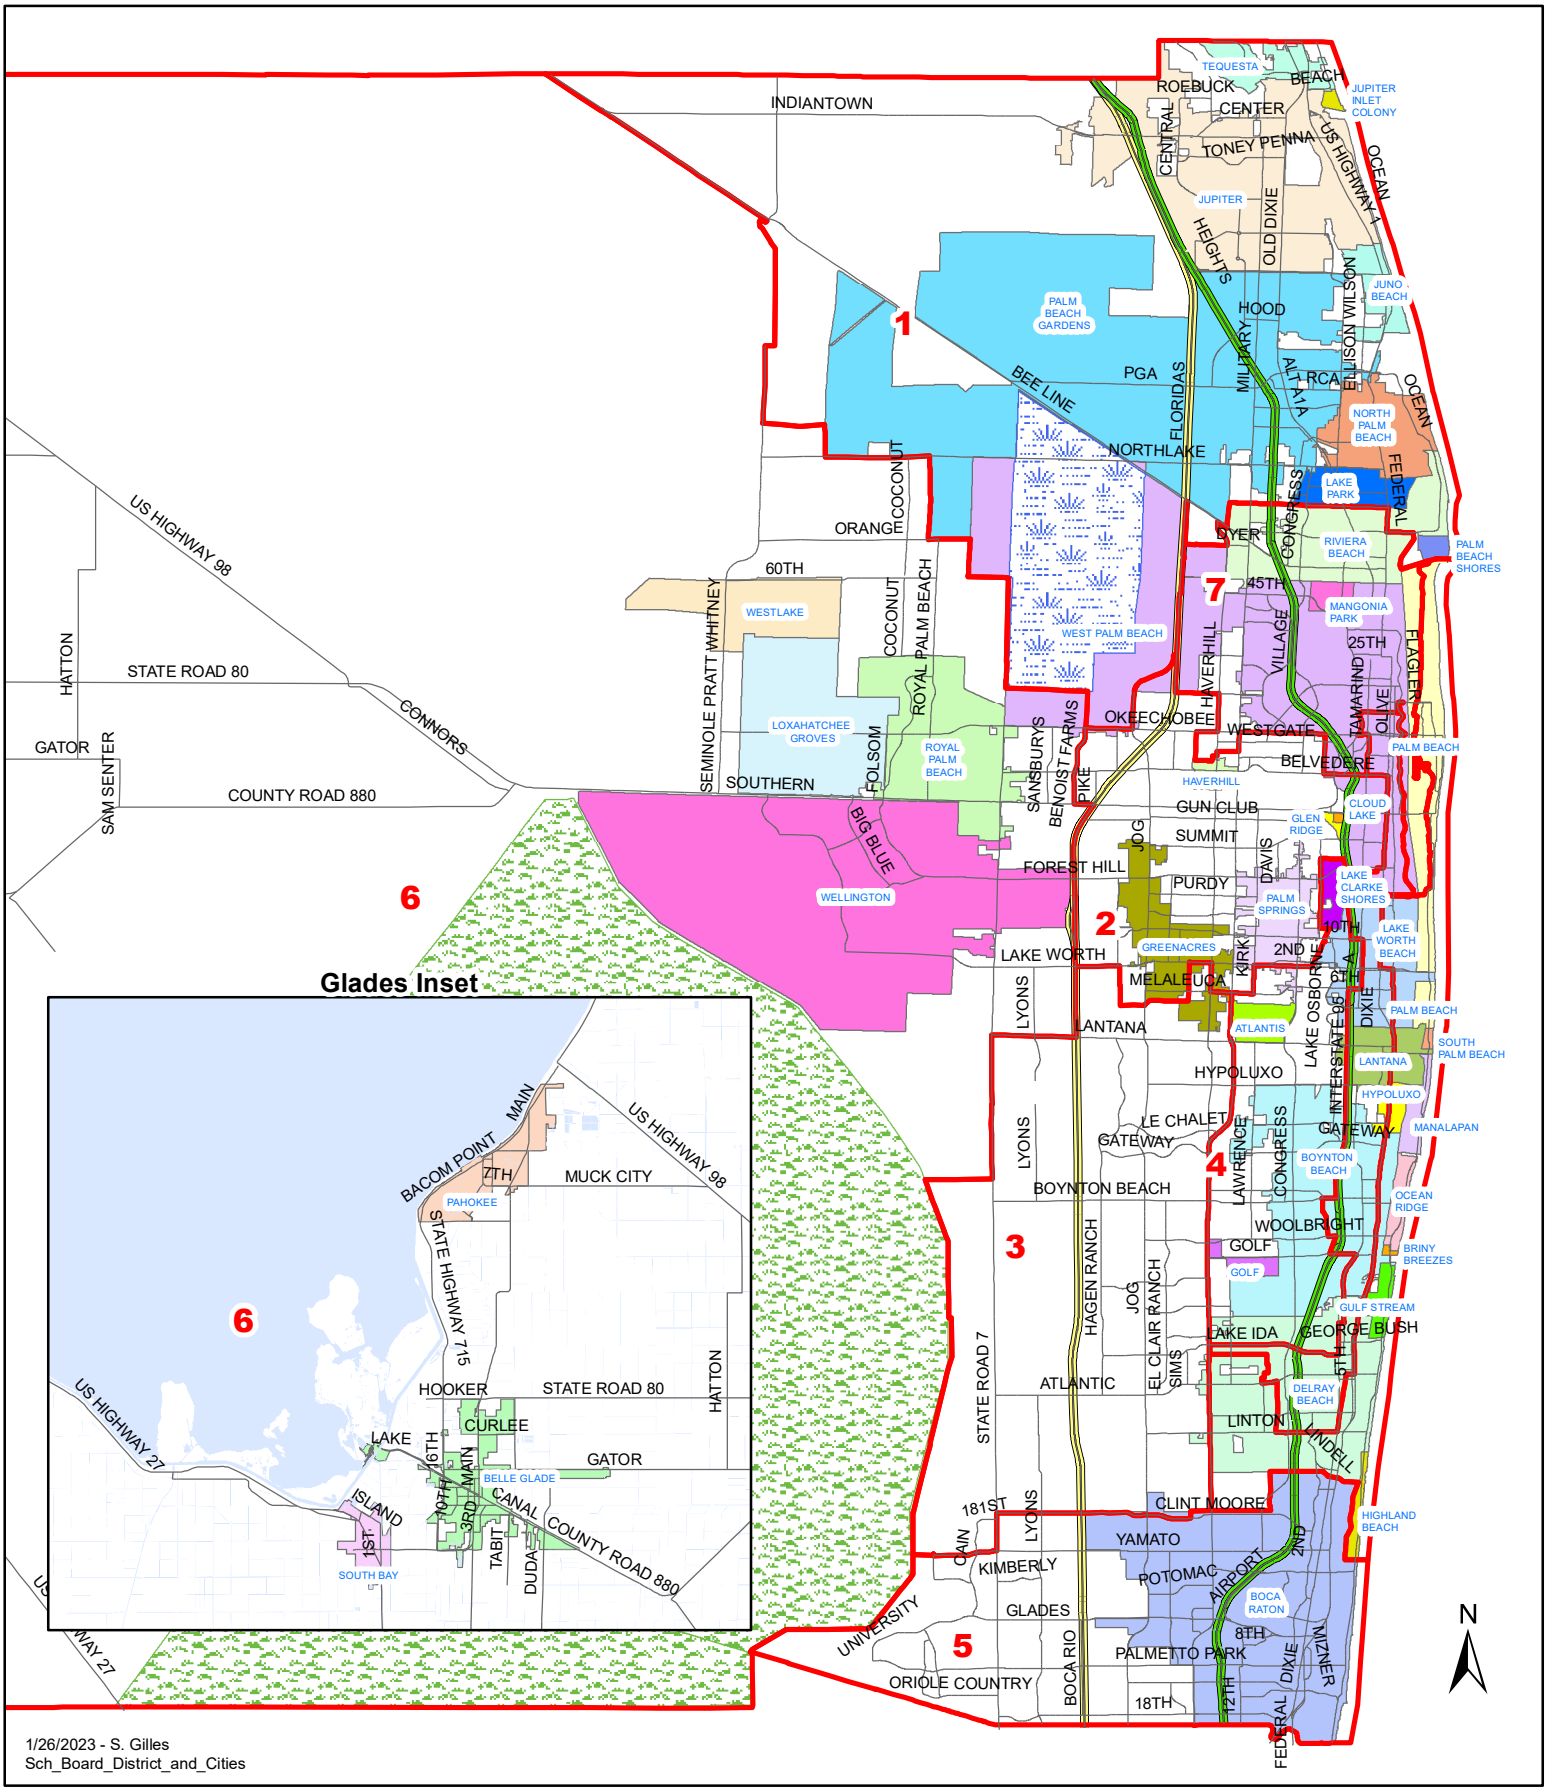 TEQUESTA
BEACH
ROEBUCK
JUPITER
INLET
COLONY
INDIANTOWN
CENTER
CENTRAL
TONEY PENNA
US HIGHWAY 1
OCEAN
JUPITER
OLD DIXIE
HEIGHTS
ELLISON WILSON
JUNO
BEACH
PALM
BEACH
GARDENS
HOOD
1
MILITARY
BEE LINE
PGA
FLORIDAS
ALT A1A
RCA
OCEAN
NORTH
PALM
BEACH
NORTHLAKE
COCONUT
CONGRESS
LAKE
PARK
FEDERAL
US HIGHWAY 98
ORANGE
DYER
RIVIERA
BEACH
PALM
BEACH
SHORES
60TH
7
45TH
WESTLAKE
SEMINOLE PRATT WHITNEY
COCONUT
ROYAL PALM BEACH
MANGONIA
PARK
WEST PALM BEACH
HAVERHILL
VILLAGE
25TH
FLAGLER
HATTON
STATE ROAD 80
TAMARIND
OLIVE
CONNORS
LOXAHATCHEE
GROVES
OKEECHOBEE
WESTGATE
GATOR
SAM SENTER
FOLSOM
ROYAL
PALM
BEACH
SANSBURYS
BENOIST FARMS
PIKE
BELVEDERE
PALM BEACH
SOUTHERN
HAVERHILL
COUNTY ROAD 880
GUN CLUB
CLOUD
LAKE
GLEN
RIDGE
BIG BLUE
JOG
SUMMIT
DAVIS
FOREST HILL
PURDY
LAKE
CLARKE
SHORES
6
WELLINGTON
PALM
SPRINGS
2
10TH
LAKE
WORTH
BEACH
GREENACRES
KIRK
2ND
LAKE WORTH
A
6TH
MELALEUCA
LAKE OSBORNE
DIXIE
LYONS
INTERSTATE 95
PALM BEACH
LANTANA
ATLANTIS
SOUTH
PALM BEACH
LANTANA
HYPOLUXO
HYPOLUXO
LE CHALET
GATEWAY
LAWRENCE
CONGRESS
GATEWAY
MANALAPAN
LYONS
4
BOYNTON
BEACH
BOYNTON BEACH
OCEAN
RIDGE
WOOLBRIGHT
3
GOLF
GOLF
BRINY
BREEZES
HAGEN RANCH
JOG
EL CLAIR RANCH
GULF STREAM
LAKE IDA
GEORGE BUSH
SIMS
5TH
STATE ROAD 7
ATLANTIC
DELRAY
BEACH
LINTON
LINDELL
181ST
LYONS
CLINT MOORE
HIGHLAND
BEACH
CAIN
YAMATO
2ND
KIMBERLY
POTOMAC
AIRPORT
GLADES
BOCA
RATON
UNIVERSITY
8TH
5
BOCA RIO
PALMETTO PARK
DIXIE
MIZNER
ORIOLE COUNTRY
18TH
12TH
FEDERAL
N
Glades Inset
MAIN
US HIGHWAY 98
BACOM POINT
7TH
MUCK CITY
PAHOKEE
STATE HIGHWAY 715
6
HATTON
HOOKER
STATE ROAD 80
US HIGHWAY 27
CURLEE
LAKE
16TH
MAIN
GATOR
BELLE GLADE
ISLAND
10TH
3RD
CANAL
COUNTY ROAD 880
1ST
TABIT
DUDA
SOUTH BAY
US
WAY 27
1/26/2023 - S. Gilles
Sch_Board_District_and_Cities